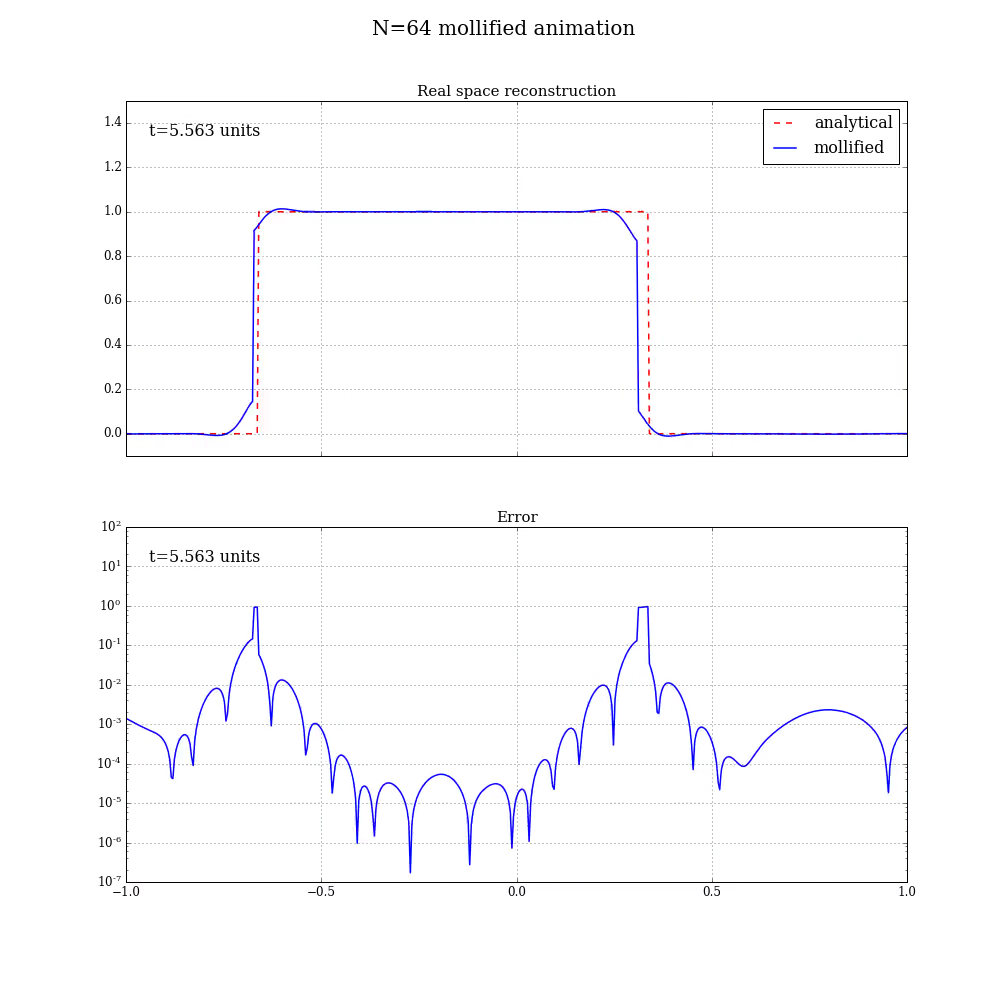 N=64 mollified animation
Real space reconstruction
t=5.563 units
analytical
mollified
1.4
1.2
1.0
0.8
0.6
0.4
0.2
0.0
Error
t=5.563 units
10²
10¹
10⁰
10⁻¹
10⁻²
10⁻³
10⁻⁴
10⁻⁵
10⁻⁶
10⁻⁷
−1.0 −0.5 0.0 0.5 1.0